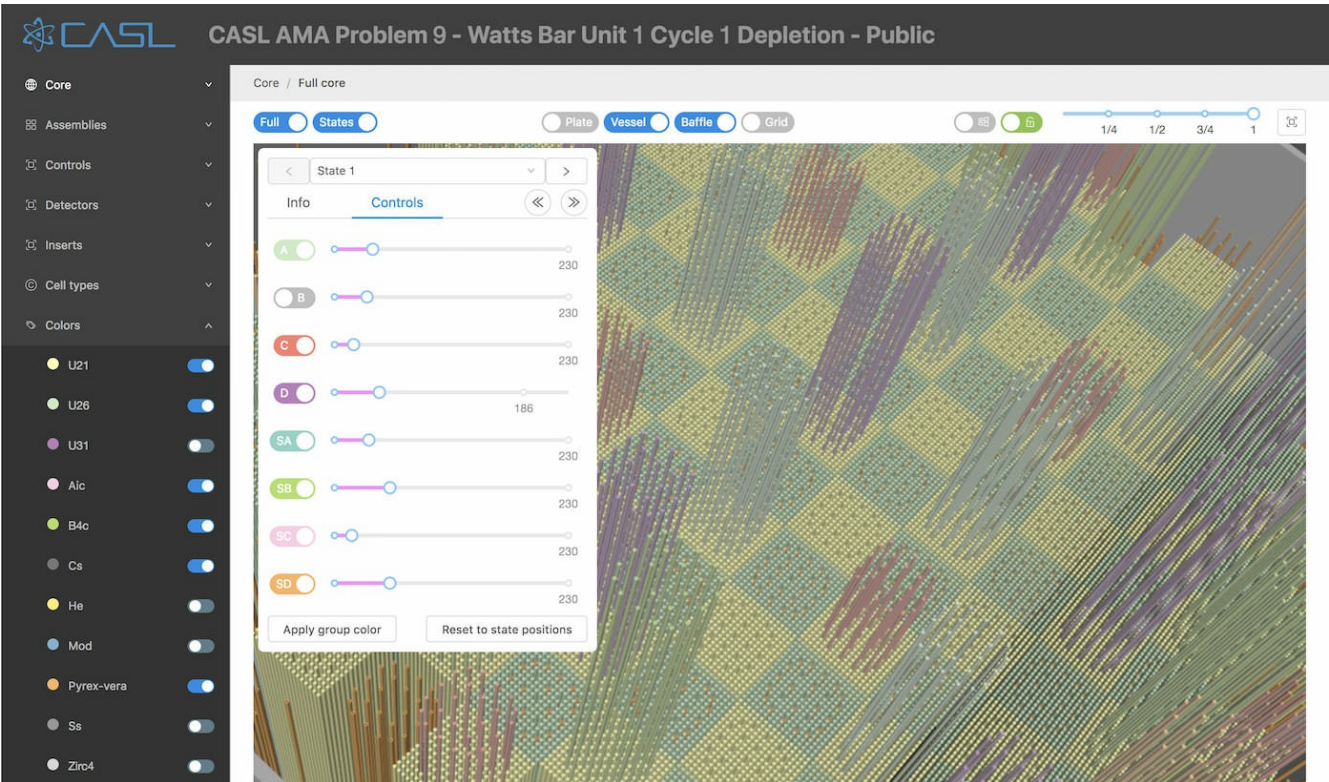 CASL
CASL AMA Problem 9 - Watts Bar Unit 1 Cycle 1 Depletion - Public
Core
Assemblies
Controls
Detectors
Inserts
Cell types
Colors
U21
U26
U31
Aic
B4c
Cs
He
Mod
Pyrex-vera
Ss
Zirc4
Core / Full core
Full States Plate Vessel Baffle Grid
1/4 1/2 3/4 1
< State 1 >
Info Controls
A 230
B 230
C 230
D 186
SA 230
SB 230
SC 230
SD 230
Apply group color Reset to state positions